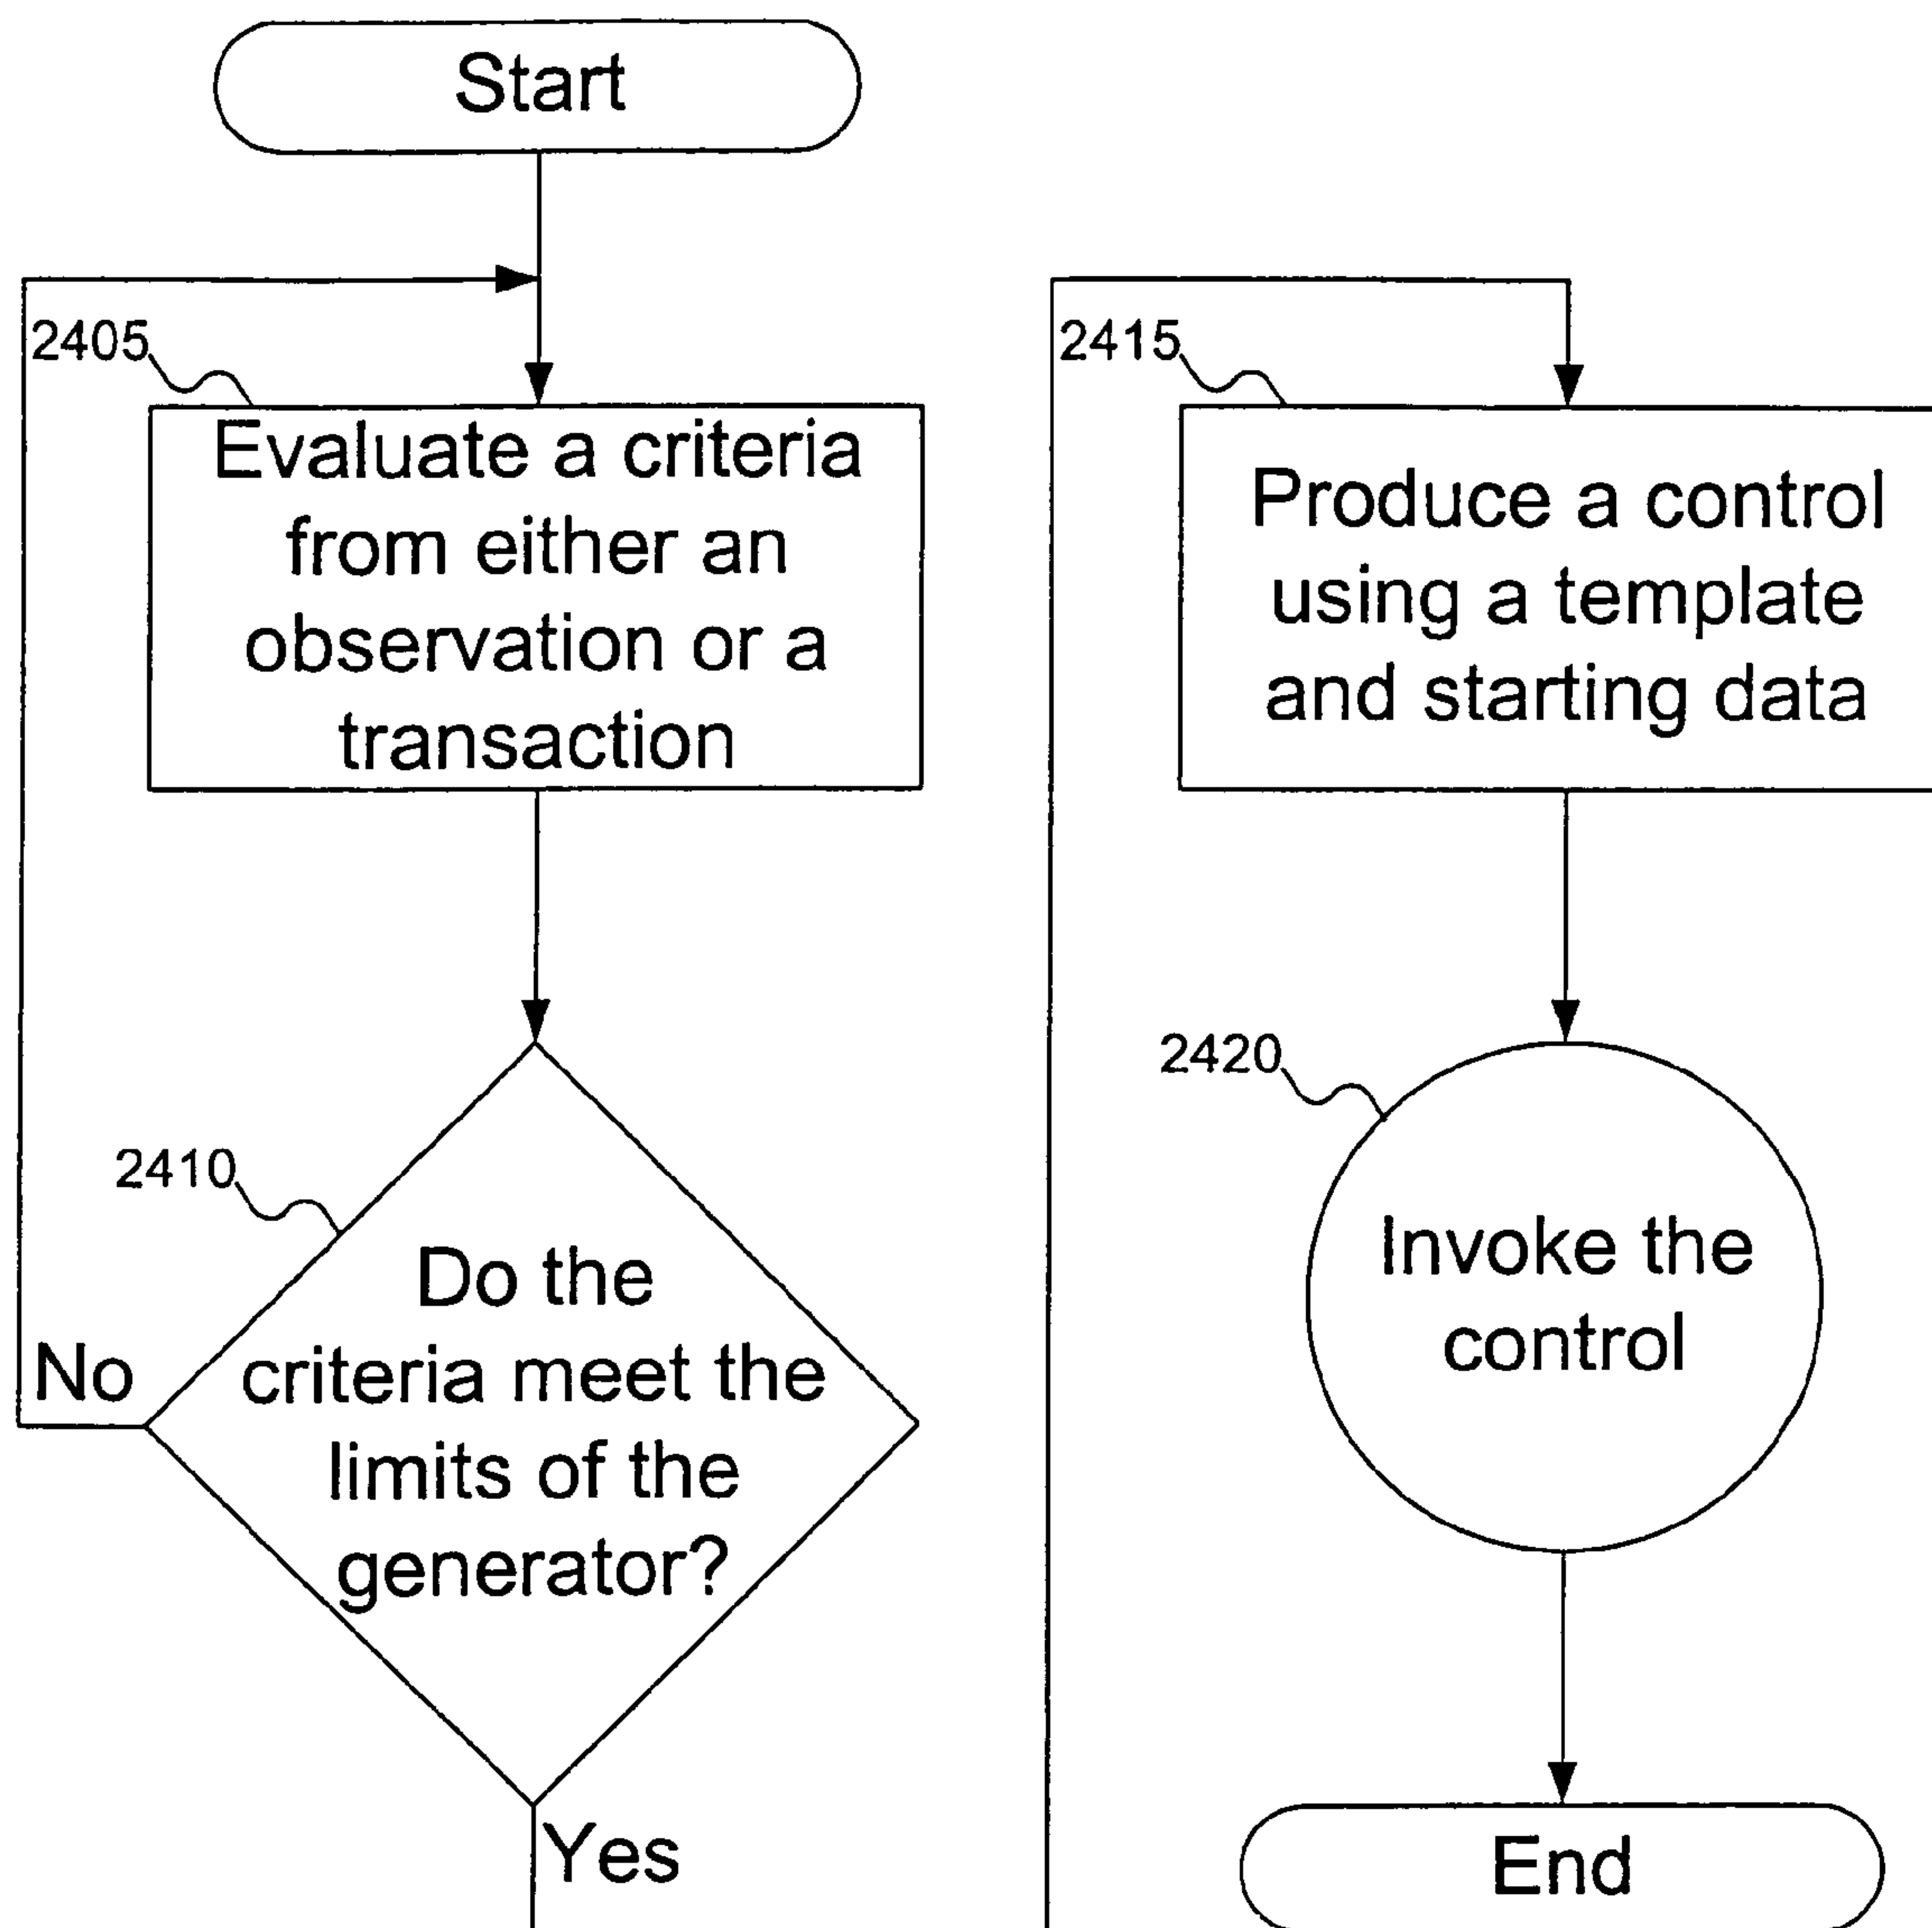 Start
2405
Evaluate a criteria
from either an
observation or a
transaction
2410
Do the
criteria meet the
limits of the
generator?
No
Yes
2415
Produce a control
using a template
and starting data
2420
Invoke the
control
End